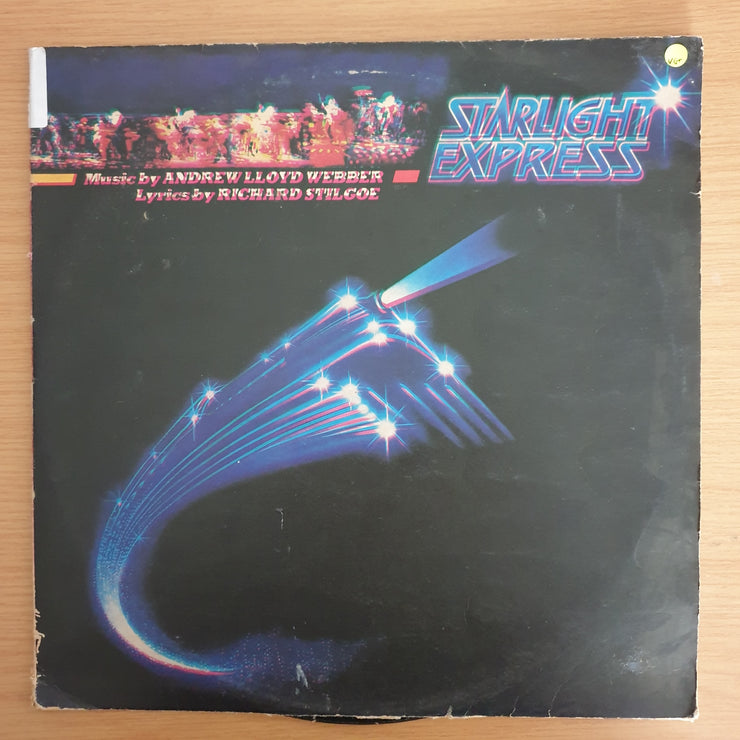 STARLIGHT
EXPRESS
Music by ANDREW LLOYD WEBBER
Lyrics by RICHARD STILGOE